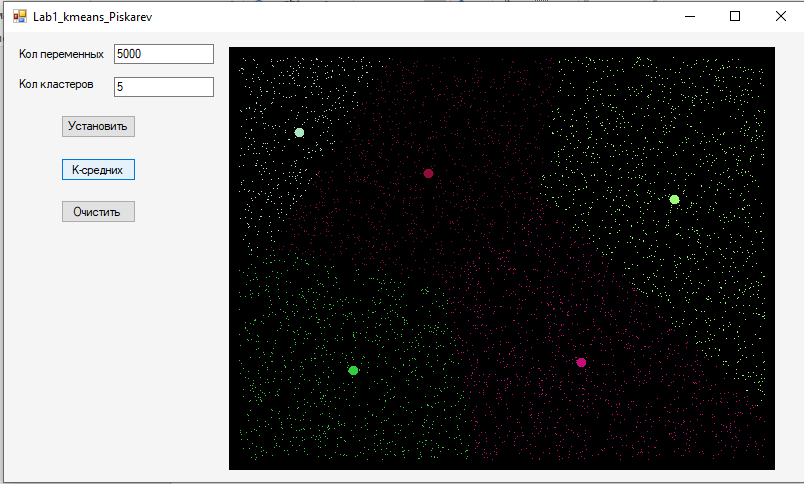 Lab1_kmeans_Piskarev
Кол переменных 5000
Кол кластеров 5
Установить
К-средних
Очистить